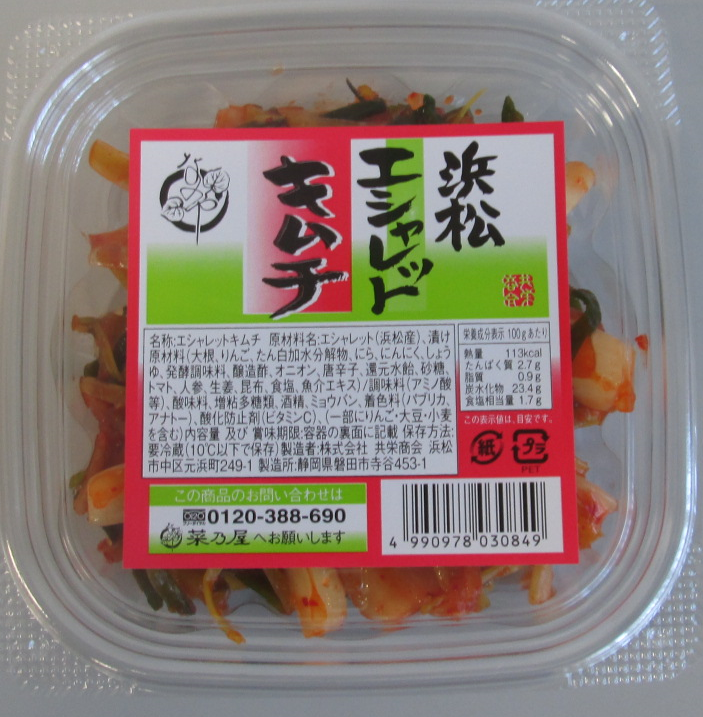 浜松
エシャレット
キムチ
名称:エシャレットキムチ 原材料名:エシャレット(浜松産)、漬け
原材料(大根、りんご、たん白加水分解物、にら、にんにく、しょう
ゆ、発酵調味料、醸造酢、オニオン、唐辛子、還元水飴、砂糖、
トマト、人参、生姜、昆布、食塩、魚介エキス)/調味料(アミノ酸
等)、酸味料、増粘多糖類、酒精、ミョウバン、着色料(パプリカ、
アナトー)、酸化防止剤(ビタミンC)、(一部にりんご・大豆・小麦
を含む)内容量 及び 賞味期限:容器の裏面に記載 保存方法:
要冷蔵(10℃以下で保存)製造者:株式会社 共栄商会 浜松
市中区元浜町249-1 製造所:静岡県磐田市寺谷453-1
栄養成分表示 100gあたり
熱量 113kcal
たんぱく質 2.7g
脂質 0.9g
炭水化物 23.4g
食塩相当量 1.7g
この表示値は、目安です。
紙
プラ
PET
この商品のお問い合わせは
0120-388-690
菜乃屋へお願いします
4 990978 030849